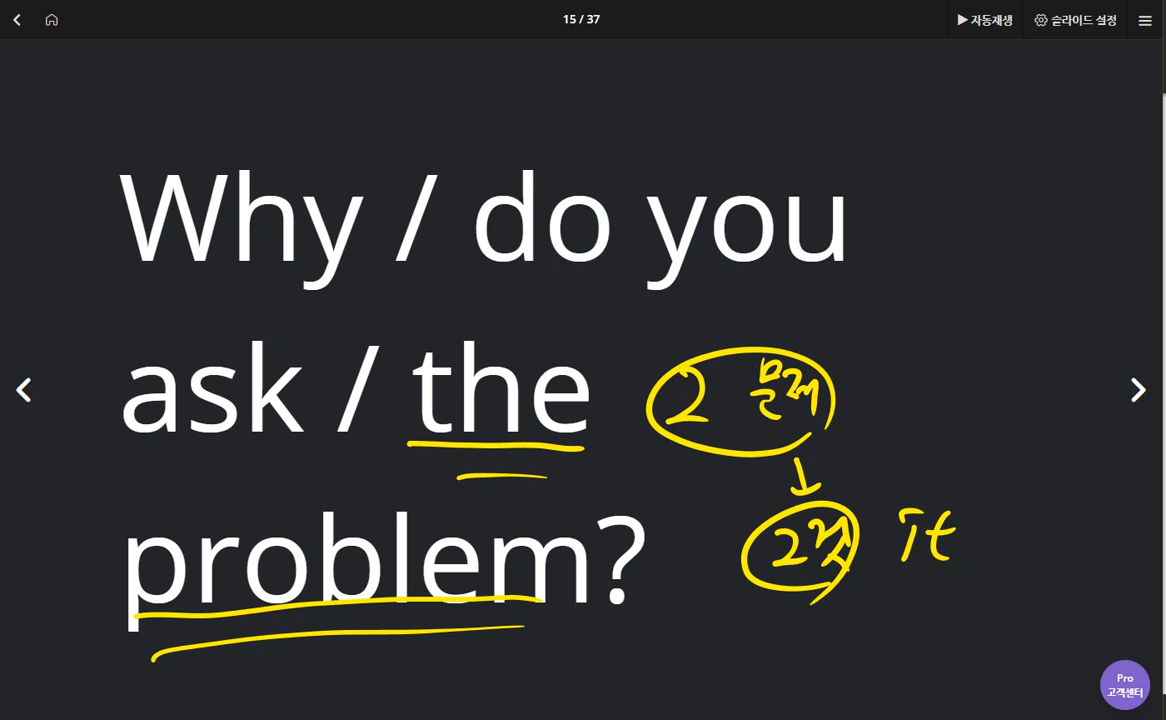 15 / 37
▶ 자동재생
슬라이드 설정
Why / do you
ask / the
그 문제
problem?
그것 it
Pro
고객센터